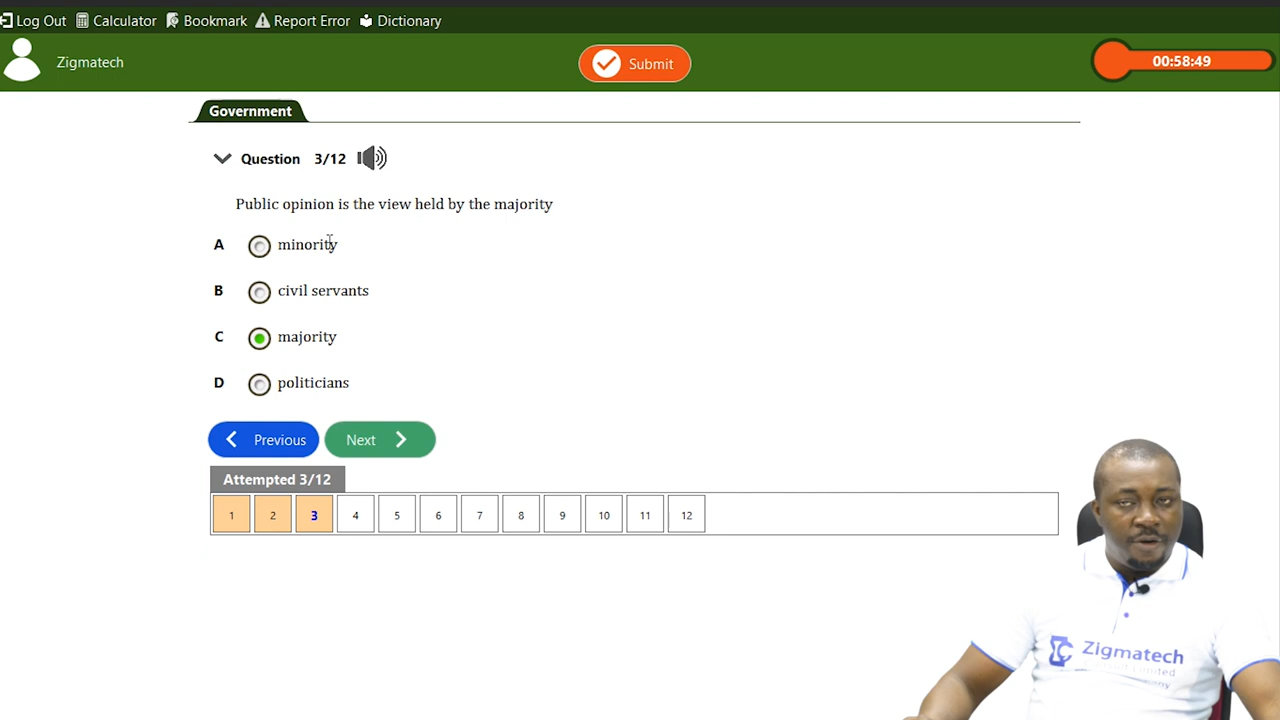 Log Out Calculator Bookmark Report Error Dictionary
Zigmatech Submit 00:58:49
Government
Question 3/12
Public opinion is the view held by the majority
A minority
B civil servants
C majority
D politicians
Previous Next
Attempted 3/12
1 2 3 4 5 6 7 8 9 10 11 12
Zigmatech
Limited